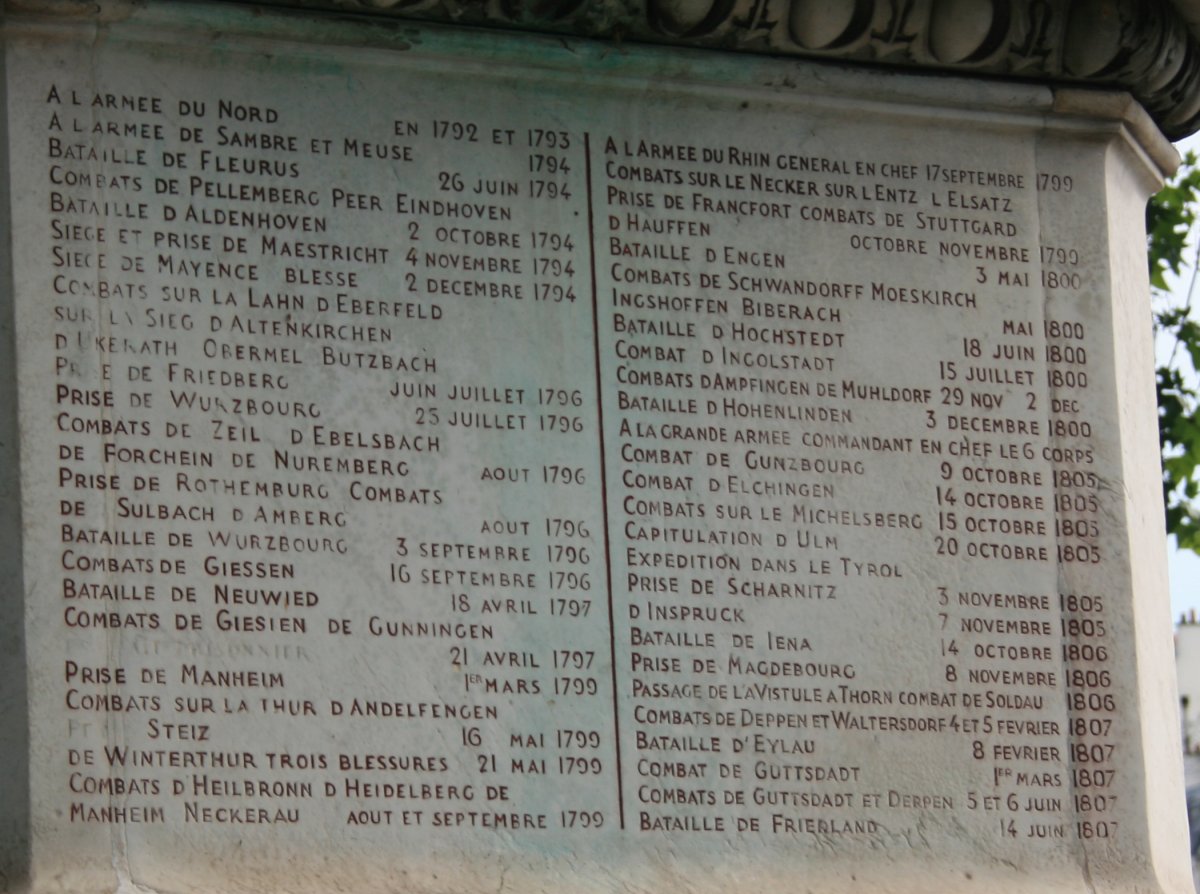 A L ARMEE DU NORD EN 1792 ET 1793
A L ARMEE DE SAMBRE ET MEUSE 1794
BATAILLE DE FLEURUS 26 JUIN 1794
COMBATS DE PELLEMBERG PEER EINDHOVEN
BATAILLE D ALDENHOVEN 2 OCTOBRE 1794
SIEGE ET PRISE DE MAESTRICHT 4 NOVEMBRE 1794
SIEGE DE MAYENCE BLESSE 2 DECEMBRE 1794
COMBATS SUR LA LAHN D EBERFELD
SUR LA SIEG D ALTENKIRCHEN
D UKERATH OBERMEL BUTZBACH
PRISE DE FRIEDBERG JUIN JUILLET 1796
PRISE DE WURZBOURG 25 JUILLET 1796
COMBATS DE ZEIL D EBELSBACH
DE FORCHEIN DE NUREMBERG AOUT 1796
PRISE DE ROTHEMBURG COMBATS
DE SULBACH D AMBERG AOUT 1796
BATAILLE DE WURZBOURG 3 SEPTEMBRE 1796
COMBATS DE GIESSEN 16 SEPTEMBRE 1796
BATAILLE DE NEUWIED 18 AVRIL 1797
COMBATS DE GIESIEN DE GUNNINGEN
PRISONNIER 21 AVRIL 1797
PRISE DE MANHEIM 1ER MARS 1799
COMBATS SUR LA THUR D ANDELFENGEN
STEIZ 16 MAI 1799
DE WINTERTHUR TROIS BLESSURES 21 MAI 1799
COMBATS D'HEILBRONN D HEIDELBERG DE
MANHEIM NECKERAU AOUT ET SEPTEMBRE 1799
A L ARMEE DU RHIN GENERAL EN CHEF 17 SEPTEMBRE 1799
COMBATS SUR LE NECKER SUR L ENTZ L ELSATZ
PRISE DE FRANCFORT COMBATS DE STUTTGARD
D HAUFFEN OCTOBRE NOVEMBRE 1799
BATAILLE D ENGEN 3 MAI 1800
COMBATS DE SCHWANDORFF MOESKIRCH
INGSHOFFEN BIBERACH MAI 1800
BATAILLE D HOCHSTEDT 18 JUIN 1800
COMBAT D INGOLSTADT 15 JUILLET 1800
COMBATS D AMPFINGEN DE MUHLDORF 29 NOV 2 DEC
BATAILLE D HOHENLINDEN 3 DECEMBRE 1800
A LA GRANDE ARMEE COMMANDANT EN CHEF LE 6 CORPS
COMBAT DE GUNZBOURG 9 OCTOBRE 1805
COMBAT D ELCHINGEN 14 OCTOBRE 1805
COMBATS SUR LE MICHELSBERG 15 OCTOBRE 1805
CAPITULATION D ULM 20 OCTOBRE 1805
EXPEDITION DANS LE TYROL
PRISE DE SCHARNITZ 3 NOVEMBRE 1805
D INSPRUCK 7 NOVEMBRE 1805
BATAILLE DE IENA 14 OCTOBRE 1806
PRISE DE MAGDEBOURG 8 NOVEMBRE 1806
PASSAGE DE LA VISTULE A THORN COMBAT DE SOLDAU 1806
COMBATS DE DEPPEN ET WALTERSDORF 4 ET 5 FEVRIER 1807
BATAILLE D'EYLAU 8 FEVRIER 1807
COMBAT DE GUTTSDADT 1ER MARS 1807
COMBATS DE GUTTSDADT ET DERPEN 5 ET 6 JUIN 1807
BATAILLE DE FRIEDLAND 14 JUIN 1807